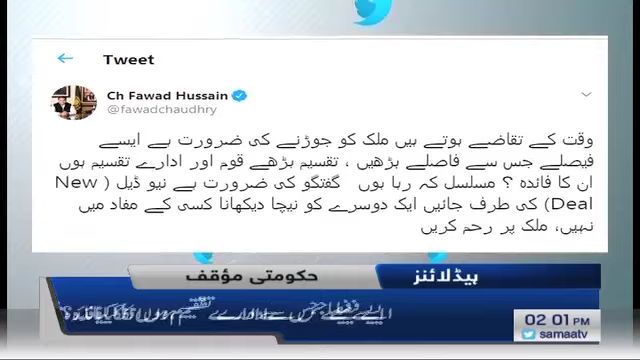 Tweet
Ch Fawad Hussain
@fawadchaudhry
وقت کے تقاضے ہوتے ہیں ملک کو جوڑنے کی ضرورت ہے ایسے
فیصلے جس سے فاصلے بڑھیں ، تقسیم بڑھے قوم اور ادارے تقسیم ہوں
ان کا فائدہ ؟ مسلسل کہ رہا ہوں گفتگو کی ضرورت ہے نیو ڈیل ( New
Deal) کی طرف جائیں ایک دوسرے کو نیچا دیکھانا کسی کے مفاد میں
نہیں، ملک پر رحم کریں
ہیڈلائنز
حکومتی مؤقف
02 01 PM
samaatv